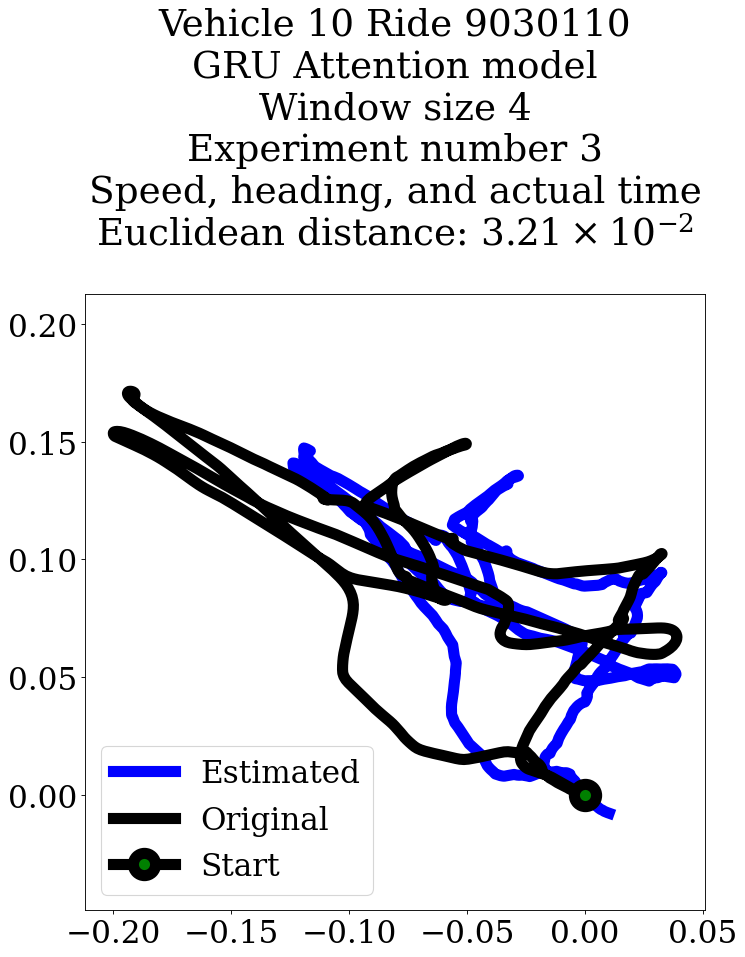 Vehicle 10 Ride 9030110
GRU Attention model
Window size 4
Experiment number 3
Speed, heading, and actual time
Euclidean distance: 3.21 × 10⁻²
0.20
0.15
0.10
0.05
0.00
Estimated
Original
Start
−0.20 −0.15 −0.10 −0.05 0.00 0.05